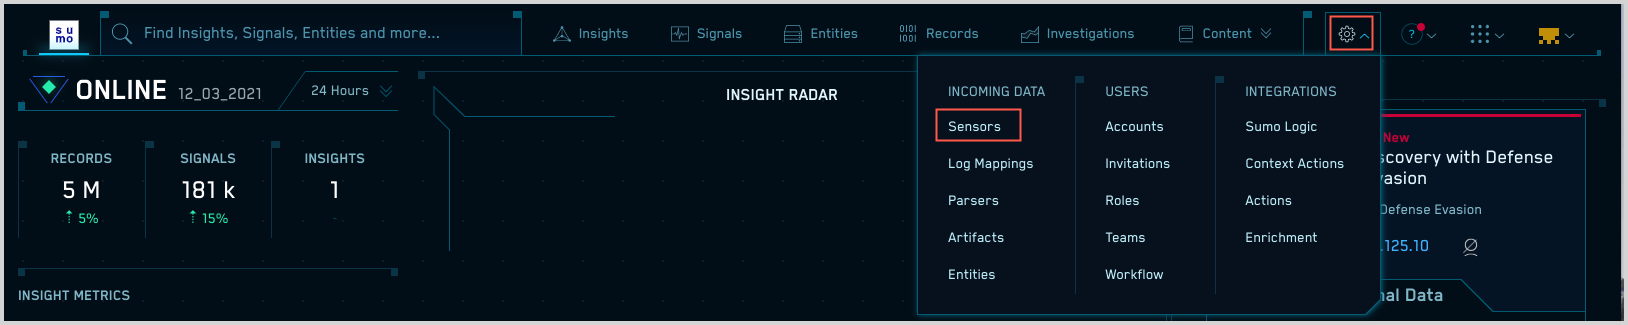 su
mo
Find Insights, Signals, Entities and more...
Insights
Signals
Entities
Records
Investigations
Content
?
ONLINE 12_03_2021
24 Hours
RECORDS
5 M
5%
SIGNALS
181 k
15%
INSIGHTS
1
-
INSIGHT METRICS
INSIGHT RADAR
INCOMING DATA
Sensors
Log Mappings
Parsers
Artifacts
Entities
USERS
Accounts
Invitations
Roles
Teams
Workflow
INTEGRATIONS
Sumo Logic
Context Actions
Actions
Enrichment
New
scovery with Defense
vasion
Defense Evasion
.125.10
nal Data